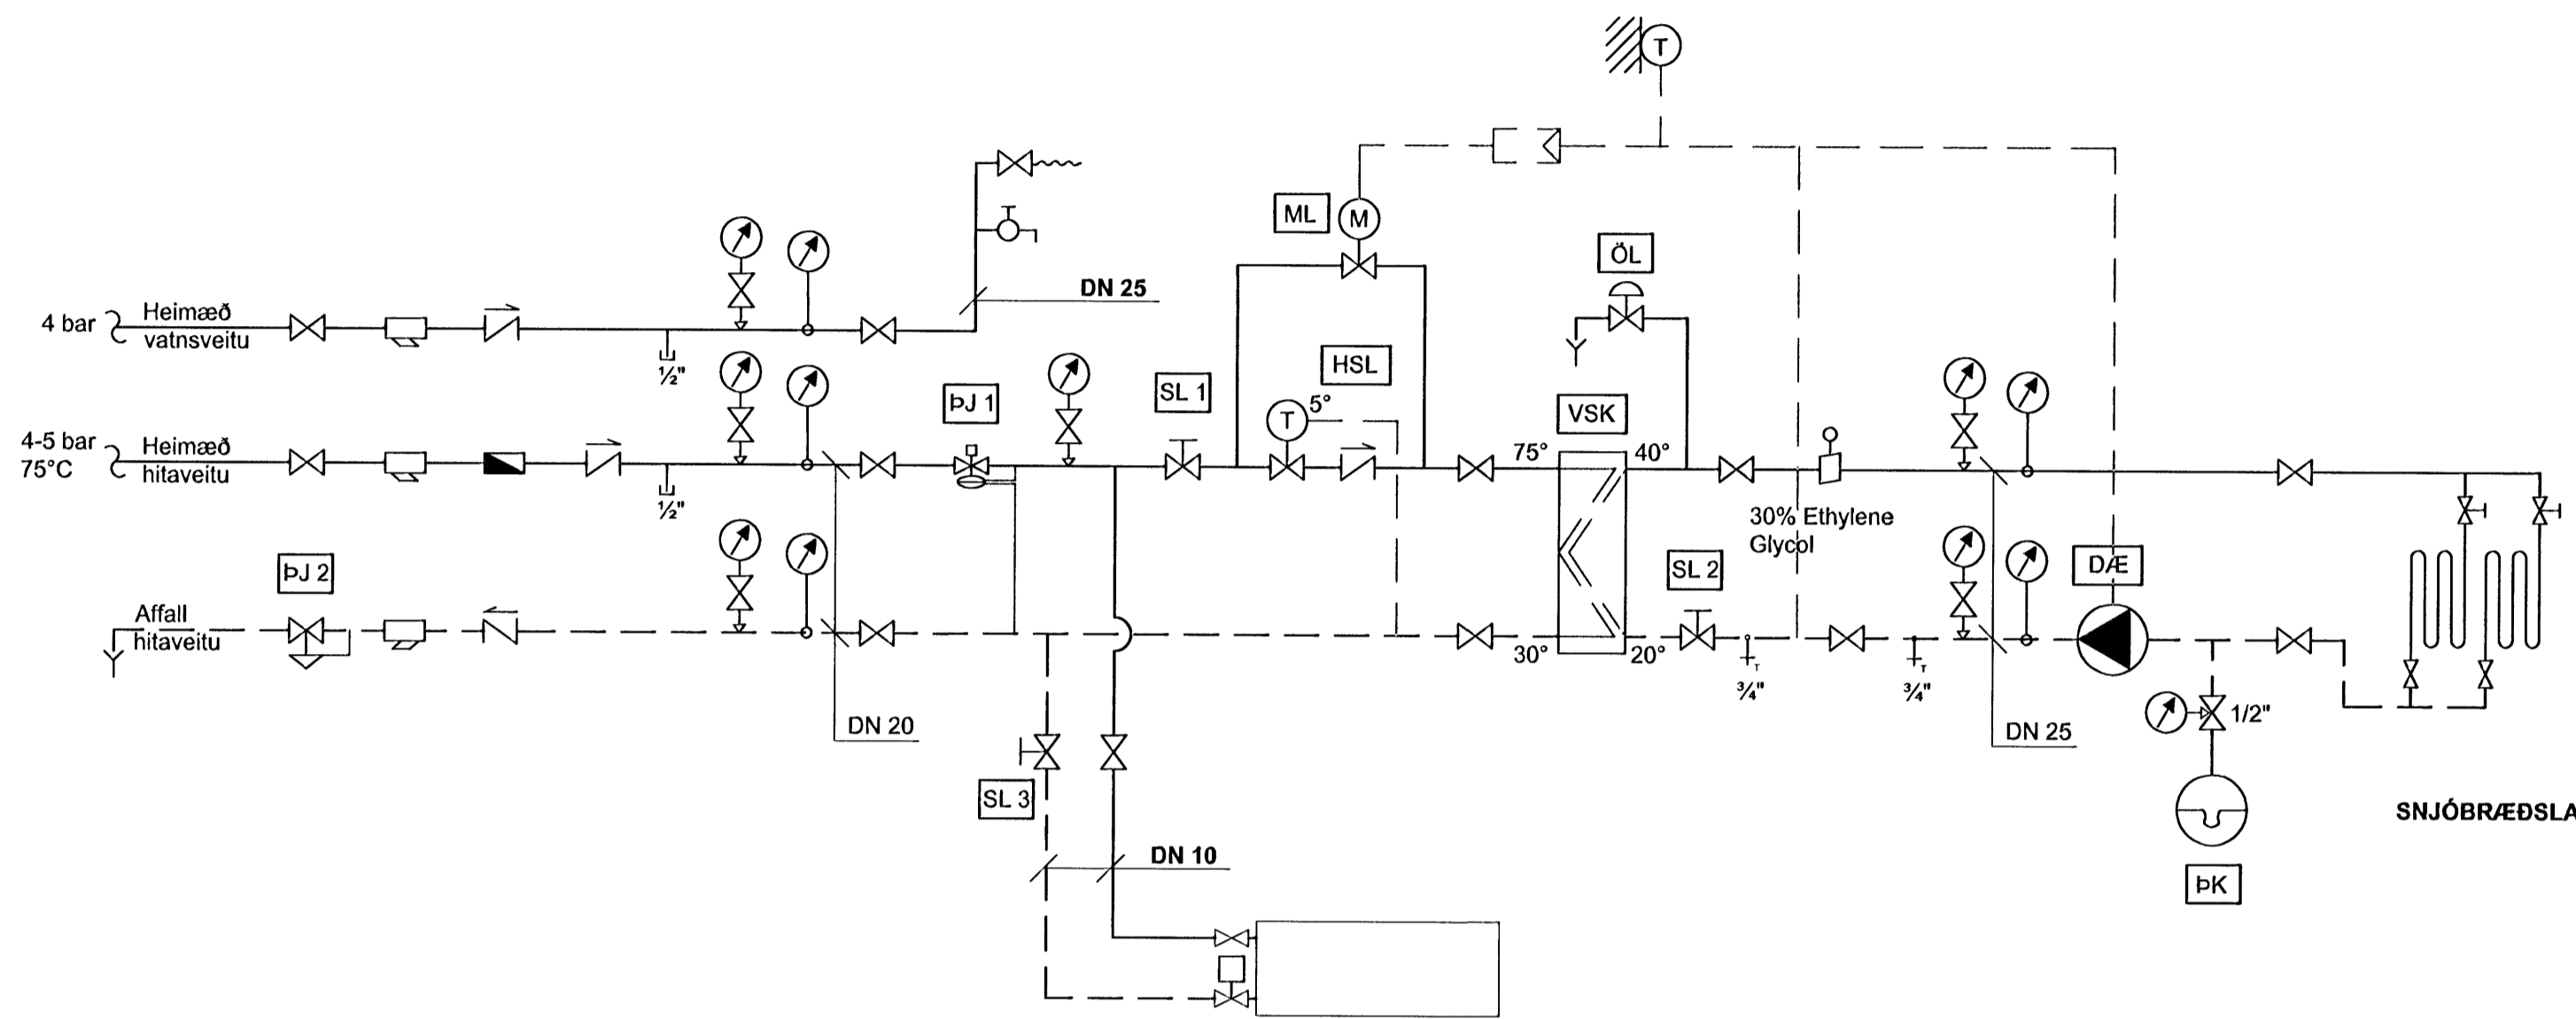 T
ML
M
ÖL
4 bar
Heimæð
vatnsveitu
DN 25
½"
4-5 bar
75°C
Heimæð
hitaveitu
½"
ÞJ 1
SL 1
HSL
T
5°
VSK
75°
40°
30% Ethylene
Glycol
ÞJ 2
Affall
hitaveitu
30°
20°
SL 2
T
¾"
T
¾"
DÆ
DN 20
DN 25
1/2"
SL 3
SNJÓBRÆÐSLA
DN 10
ÞK